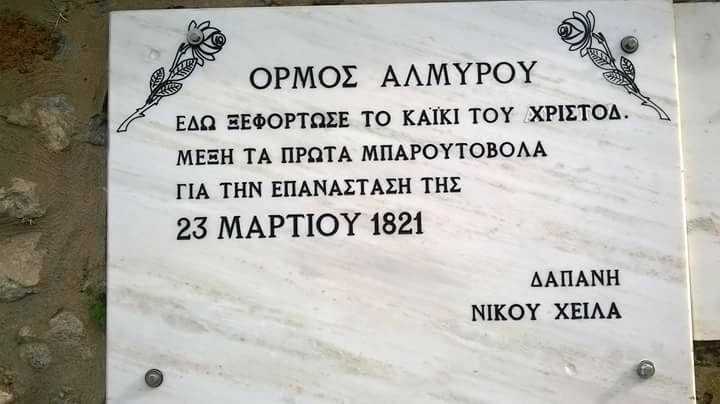 ΟΡΜΟΣ ΑΛΜΥΡΟΥ
ΕΔΩ ΞΕΦΟΡΤΩΣΕ ΤΟ ΚΑΪΚΙ ΤΟΥ ΧΡΙΣΤΟΔ.
ΜΕΞΗ ΤΑ ΠΡΩΤΑ ΜΠΑΡΟΥΤΟΒΟΛΑ
ΓΙΑ ΤΗΝ ΕΠΑΝΑΣΤΑΣΗ ΤΗΣ
23 ΜΑΡΤΙΟΥ 1821
ΔΑΠΑΝΗ
ΝΙΚΟΥ ΧΕΙΛΑ